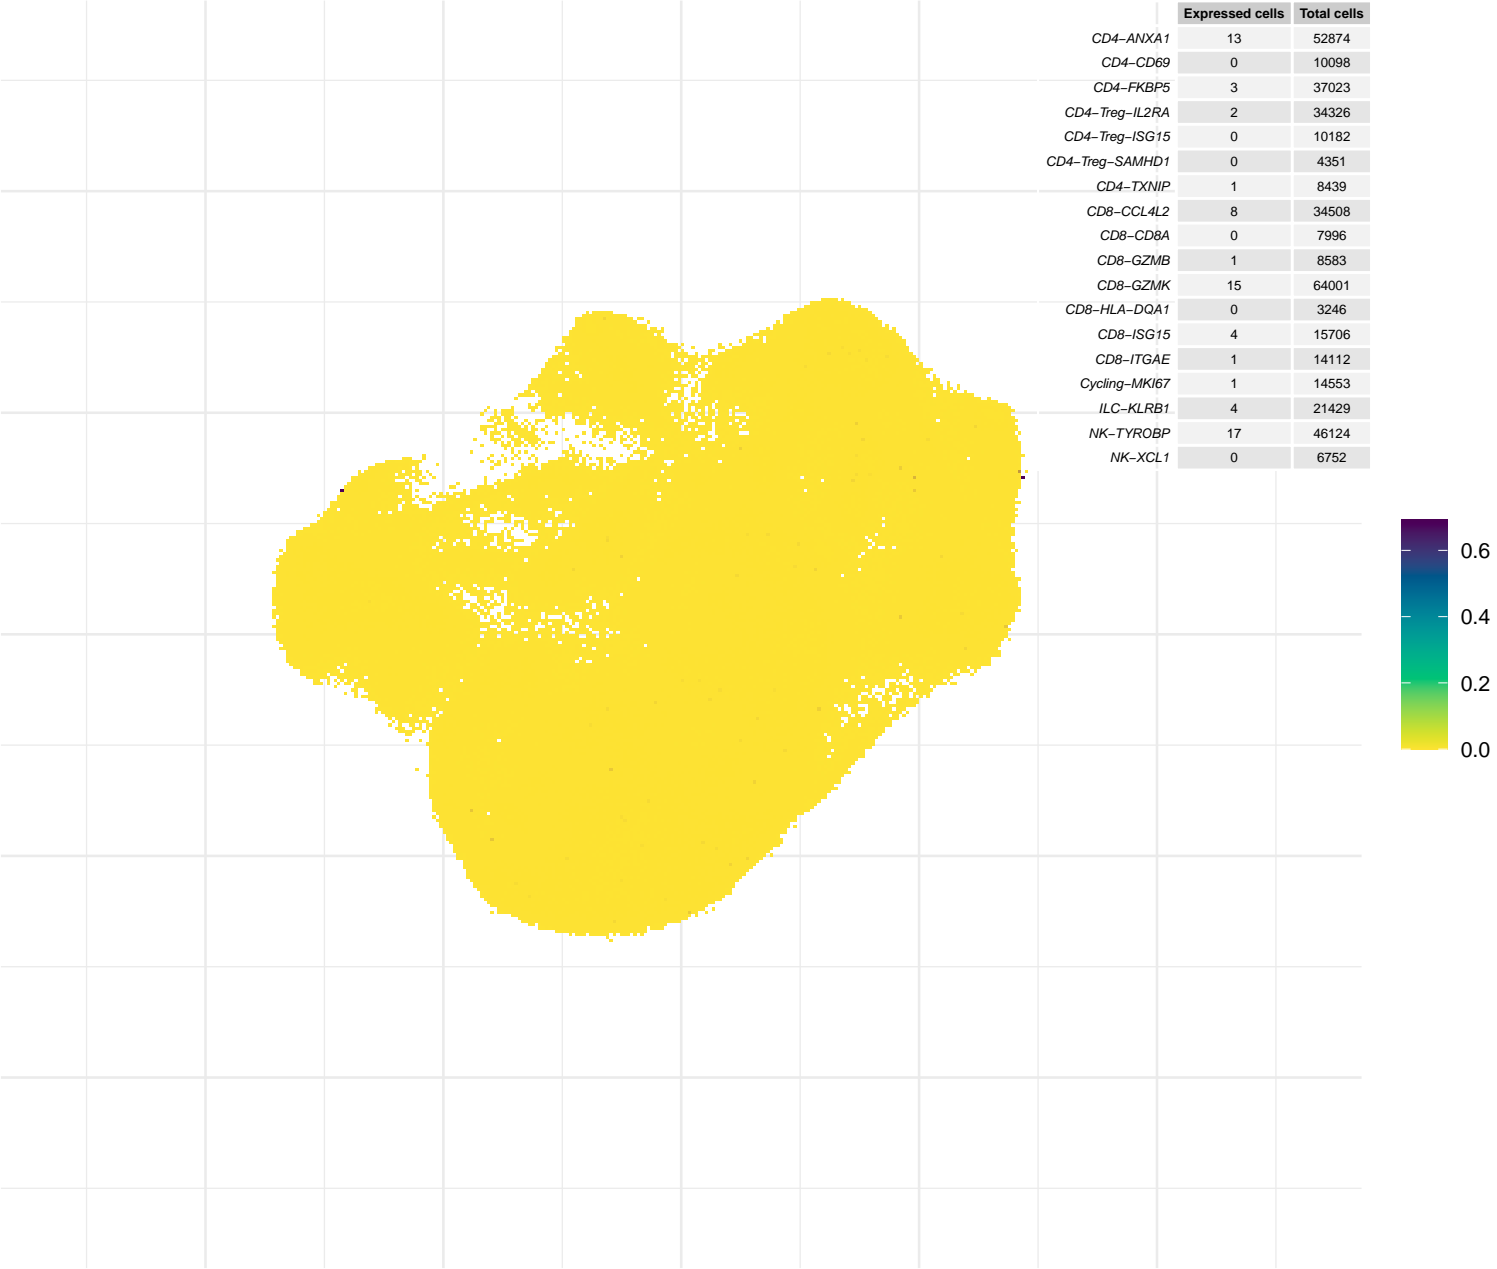 Expressed cells Total cells
CD4−ANXA1 13 52874
CD4−CD69 0 10098
CD4−FKBP5 3 37023
CD4−Treg−IL2RA 2 34326
CD4−Treg−ISG15 0 10182
CD4−Treg−SAMHD1 0 4351
CD4−TXNIP 1 8439
CD8−CCL4L2 8 34508
CD8−CD8A 0 7996
CD8−GZMB 1 8583
CD8−GZMK 15 64001
CD8−HLA−DQA1 0 3246
CD8−ISG15 4 15706
CD8−ITGAE 1 14112
Cycling−MKI67 1 14553
ILC−KLRB1 4 21429
NK−TYROBP 17 46124
NK−XCL1 0 6752
0.6
0.4
0.2
0.0